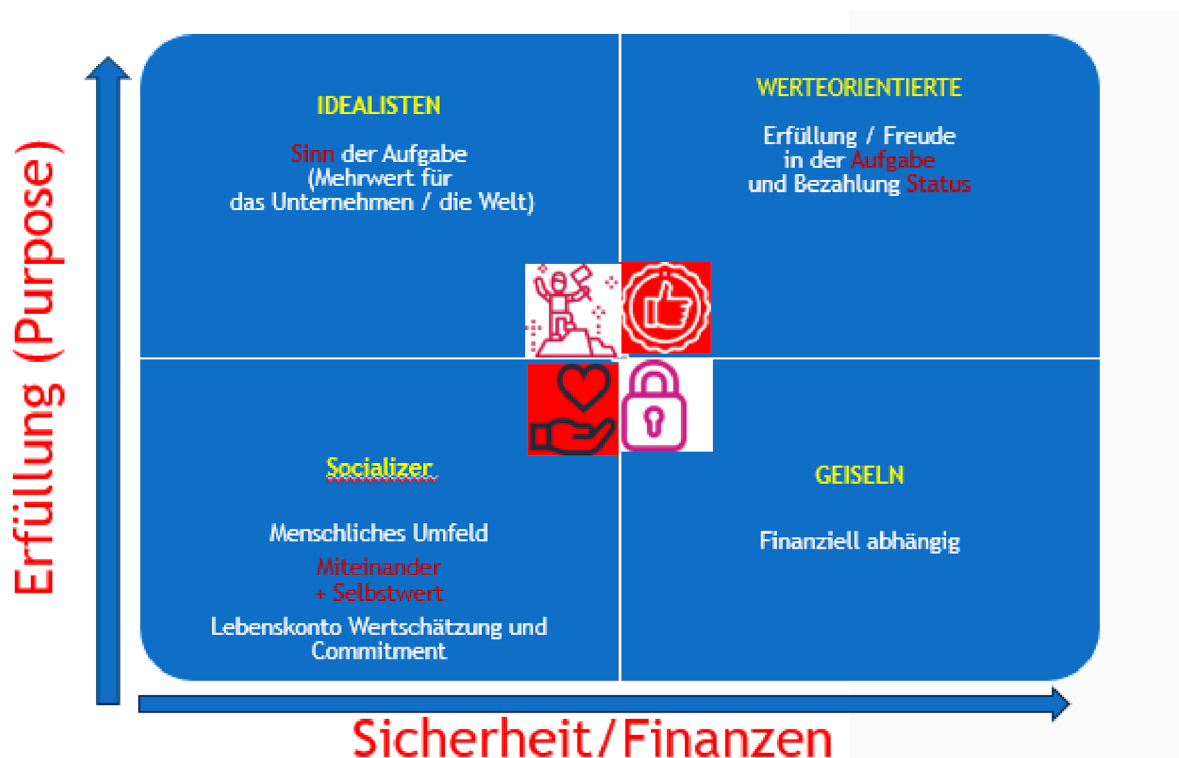 Erfüllung (Purpose)
IDEALISTEN
Sinn der Aufgabe
(Mehrwert für
das Unternehmen / die Welt)
WERTEORIENTIERTE
Erfüllung / Freude
in der Aufgabe
und Bezahlung Status
Socializer
Menschliches Umfeld
Miteinander
+ Selbstwert
Lebenskonto Wertschätzung und
Commitment
GEISELN
Finanziell abhängig
Sicherheit/Finanzen